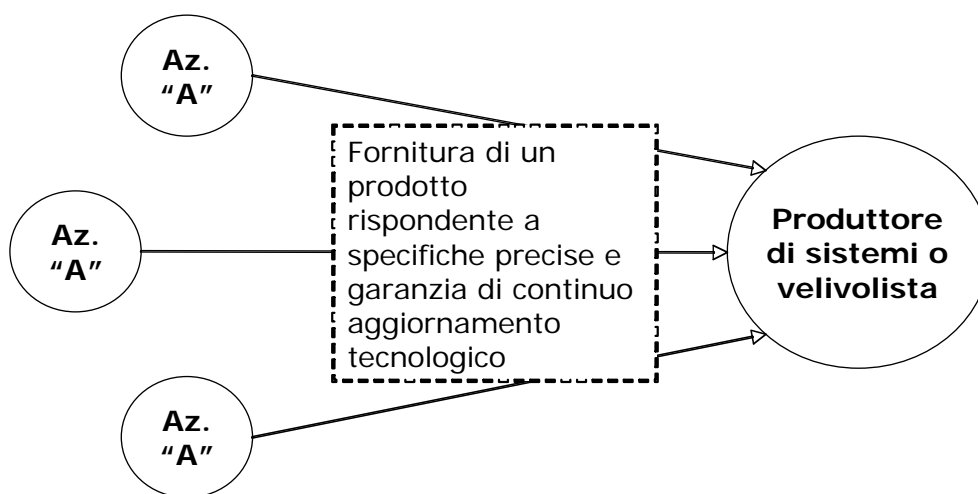 Az.
“A”
Fornitura di un
prodotto
rispondente a
specifiche precise e
garanzia di continuo
aggiornamento
tecnologico
Az.
“A”
Produttore
di sistemi o
velivolista
Az.
“A”